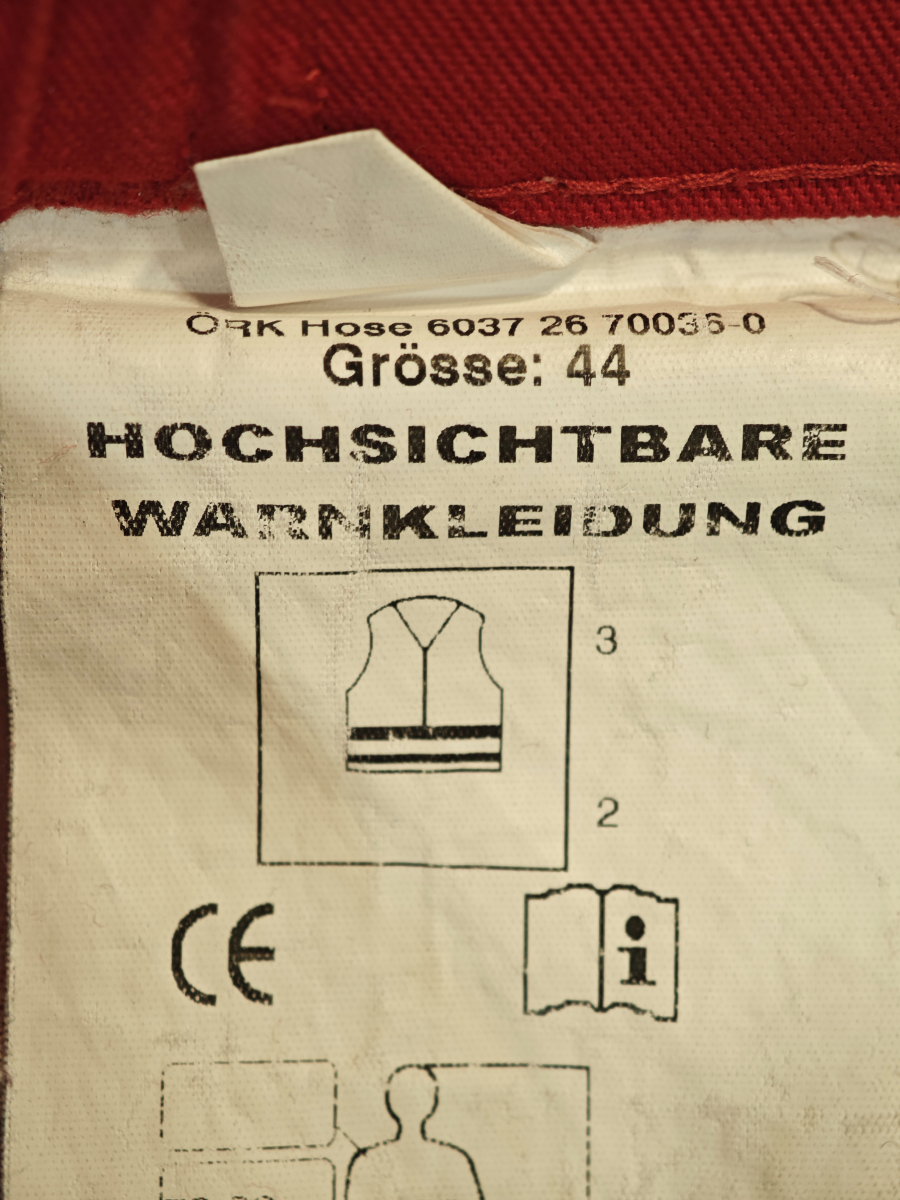 ÖRK Hose 6037 26 70036-0
Grösse: 44
HOCHSICHTBARE
WARNKLEIDUNG
3
2
CE
i